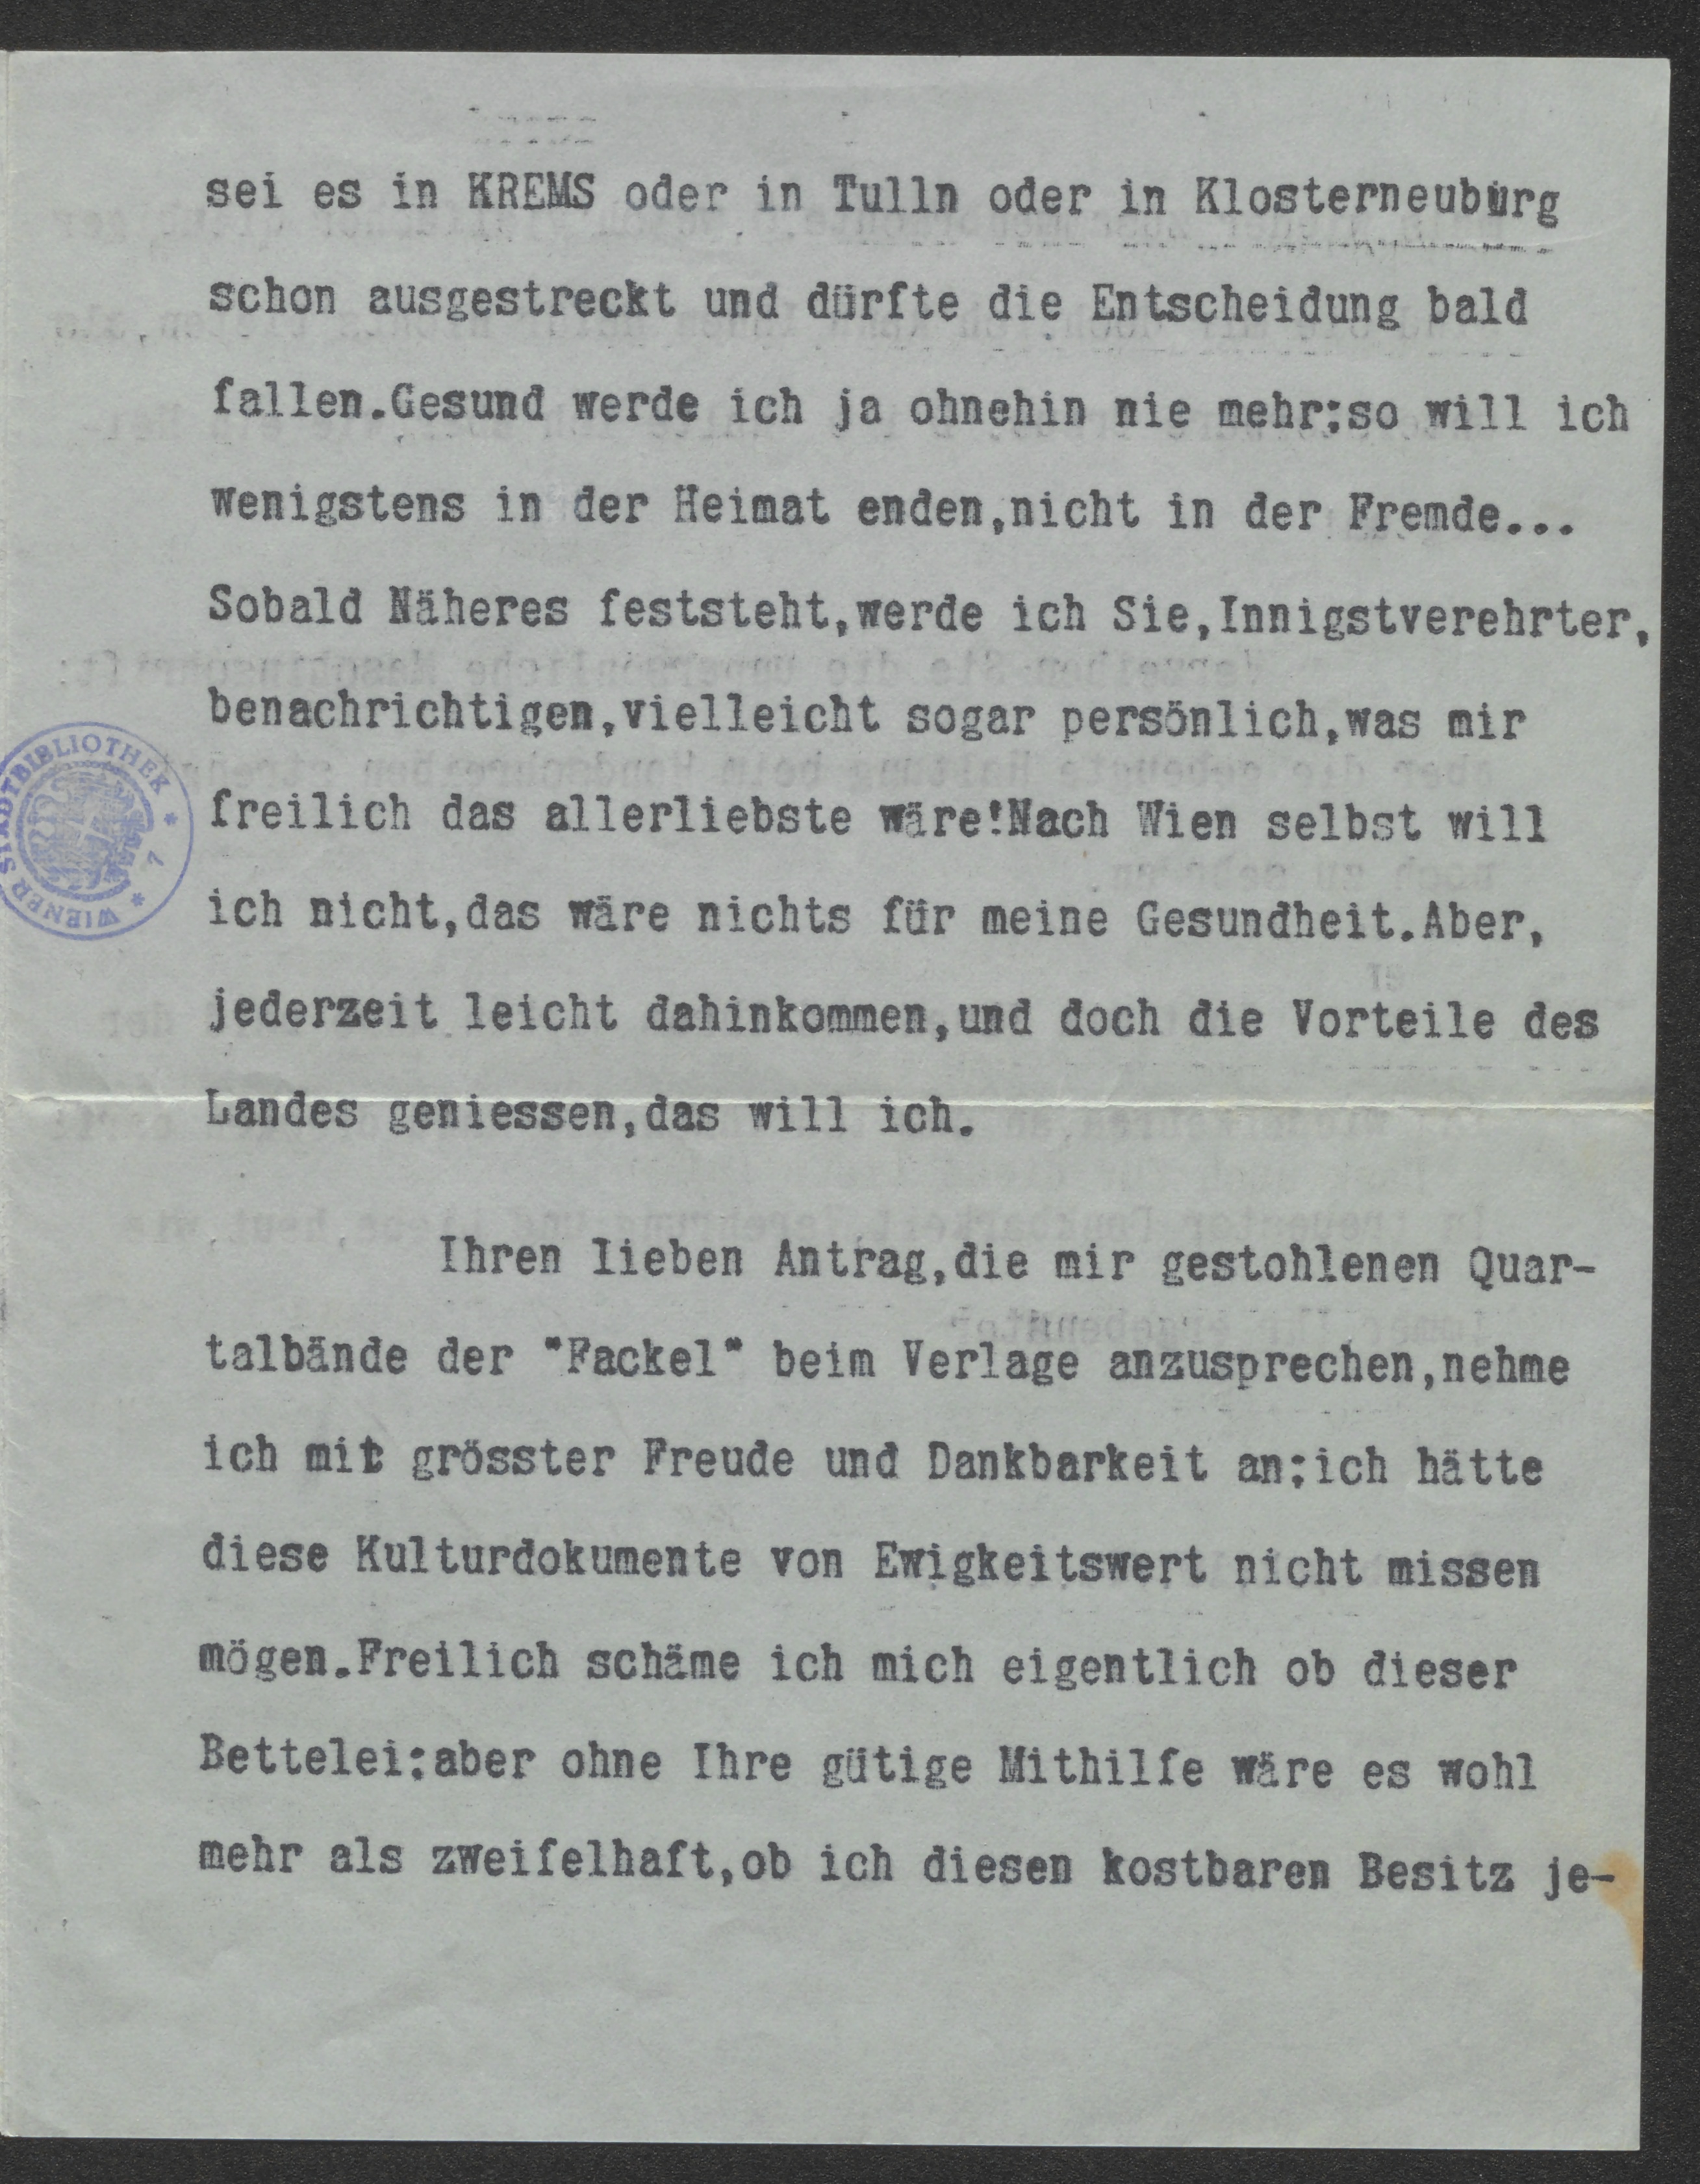 sei es in KREMS oder in Tulln oder in Klosterneuburg
schon ausgestreckt und dürfte die Entscheidung bald
fallen.Gesund werde ich ja ohnehin nie mehr;so will ich
wenigstens in der Heimat enden,nicht in der Fremde...
Sobald Näheres feststeht,werde ich Sie,Innigstverehrter,
benachrichtigen,vielleicht sogar persönlich,was mir
freilich das allerliebste wäre!Nach Wien selbst will
ich nicht,das wäre nichts für meine Gesundheit.Aber,
jederzeit leicht dahinkommen,und doch die Vorteile des
Landes geniessen,das will ich.
Ihren lieben Antrag,die mir gestohlenen Quar-
talbände der "Fackel" beim Verlage anzusprechen,nehme
ich mit grösster Freude und Dankbarkeit an;ich hätte
diese Kulturdokumente von Ewigkeitswert nicht missen
mögen.Freilich schäme ich mich eigentlich ob dieser
Bettelei;aber ohne Ihre gütige Mithilfe wäre es wohl
mehr als zweifelhaft,ob ich diesen kostbaren Besitz je-
WIENER STADTBIBLIOTHEK * 7 *